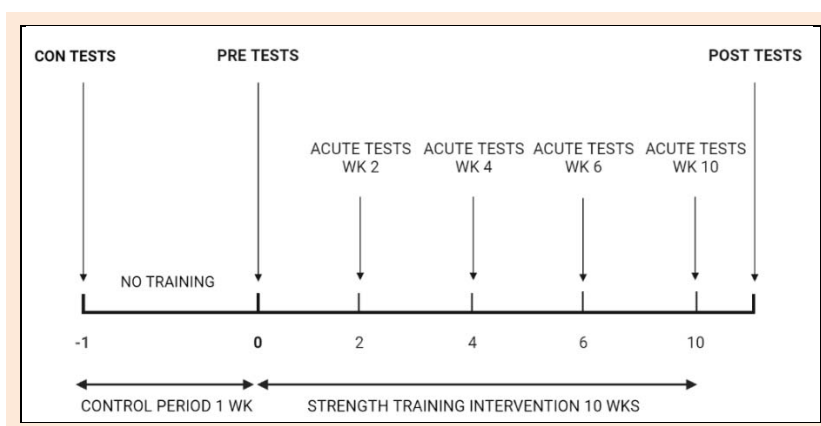 CON TESTS
PRE TESTS
POST TESTS
ACUTE TESTS
WK 2
ACUTE TESTS
WK 4
ACUTE TESTS
WK 6
ACUTE TESTS
WK 10
NO TRAINING
-1
0
2
4
6
10
CONTROL PERIOD 1 WK
STRENGTH TRAINING INTERVENTION 10 WKS